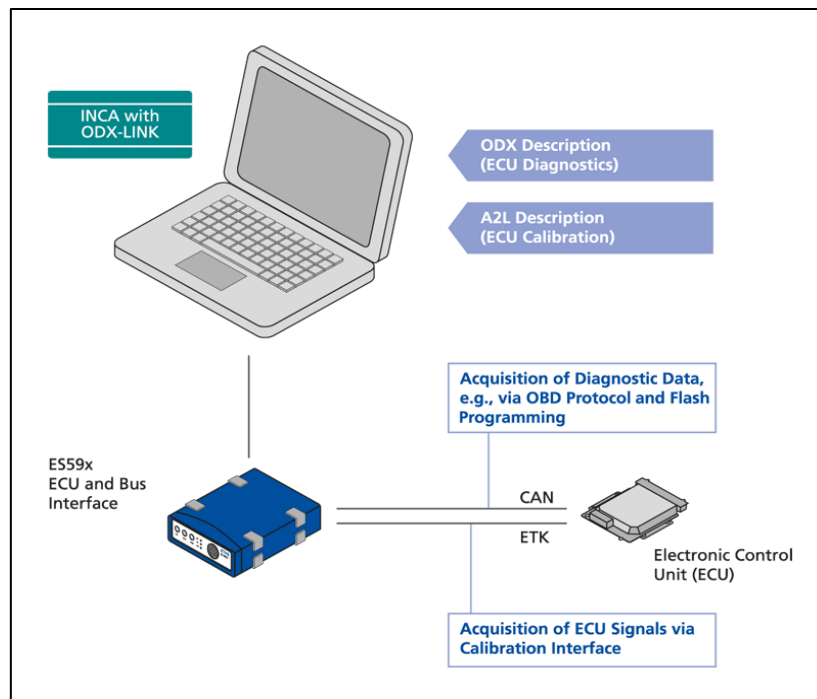 INCA with
ODX-LINK
ODX Description
(ECU Diagnostics)
A2L Description
(ECU Calibration)
Acquisition of Diagnostic Data,
e.g., via OBD Protocol and Flash
Programming
ES59x
ECU and Bus
Interface
CAN
ETK
Electronic Control
Unit (ECU)
Acquisition of ECU Signals via
Calibration Interface